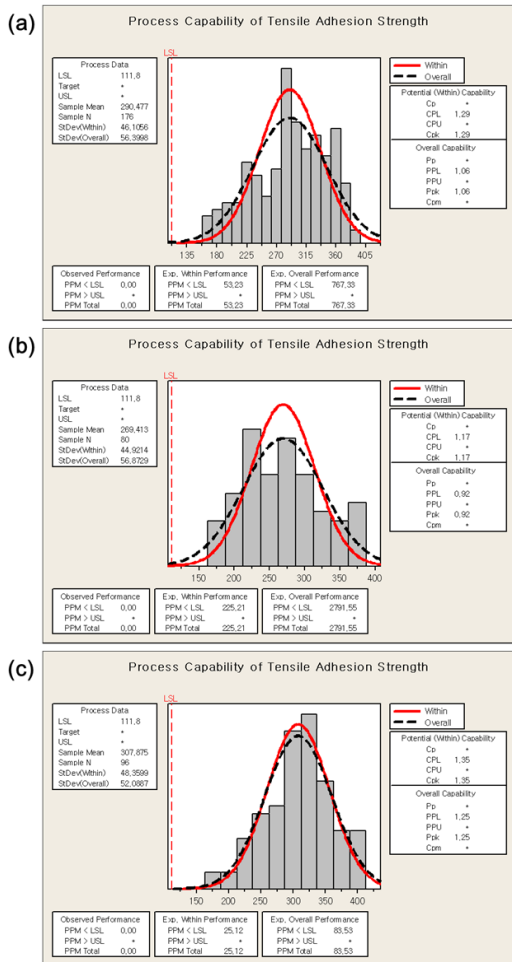 (a)
Process Capability of Tensile Adhesion Strength
LSL
Process Data
LSL 111,8
Target *
USL *
Sample Mean 290,477
Sample N 176
StDev(Within) 46,1056
StDev(Overall) 56,3998
Within
Overall
Potential (Within) Capability
Cp *
CPL 1,29
CPU *
Cpk 1,29
Overall Capability
Pp *
PPL 1,06
PPU *
Ppk 1,06
Cpm *
135 180 225 270 315 360 405
Observed Performance
PPM < LSL 0,00
PPM > USL *
PPM Total 0,00
Exp, Within Performance
PPM < LSL 53,23
PPM > USL *
PPM Total 53,23
Exp, Overall Performance
PPM < LSL 767,33
PPM > USL *
PPM Total 767,33
(b)
Process Capability of Tensile Adhesion Strength
LSL
Process Data
LSL 111,8
Target *
USL *
Sample Mean 269,413
Sample N 80
StDev(Within) 44,9214
StDev(Overall) 56,8729
Within
Overall
Potential (Within) Capability
Cp *
CPL 1,17
CPU *
Cpk 1,17
Overall Capability
Pp *
PPL 0,92
PPU *
Ppk 0,92
Cpm *
150 200 250 300 350 400
Observed Performance
PPM < LSL 0,00
PPM > USL *
PPM Total 0,00
Exp, Within Performance
PPM < LSL 225,21
PPM > USL *
PPM Total 225,21
Exp, Overall Performance
PPM < LSL 2791,55
PPM > USL *
PPM Total 2791,55
(c)
Process Capability of Tensile Adhesion Strength
LSL
Process Data
LSL 111,8
Target *
USL *
Sample Mean 307,875
Sample N 96
StDev(Within) 48,3599
StDev(Overall) 52,0887
Within
Overall
Potential (Within) Capability
Cp *
CPL 1,35
CPU *
Cpk 1,35
Overall Capability
Pp *
PPL 1,25
PPU *
Ppk 1,25
Cpm *
150 200 250 300 350 400
Observed Performance
PPM < LSL 0,00
PPM > USL *
PPM Total 0,00
Exp, Within Performance
PPM < LSL 25,12
PPM > USL *
PPM Total 25,12
Exp, Overall Performance
PPM < LSL 83,53
PPM > USL *
PPM Total 83,53